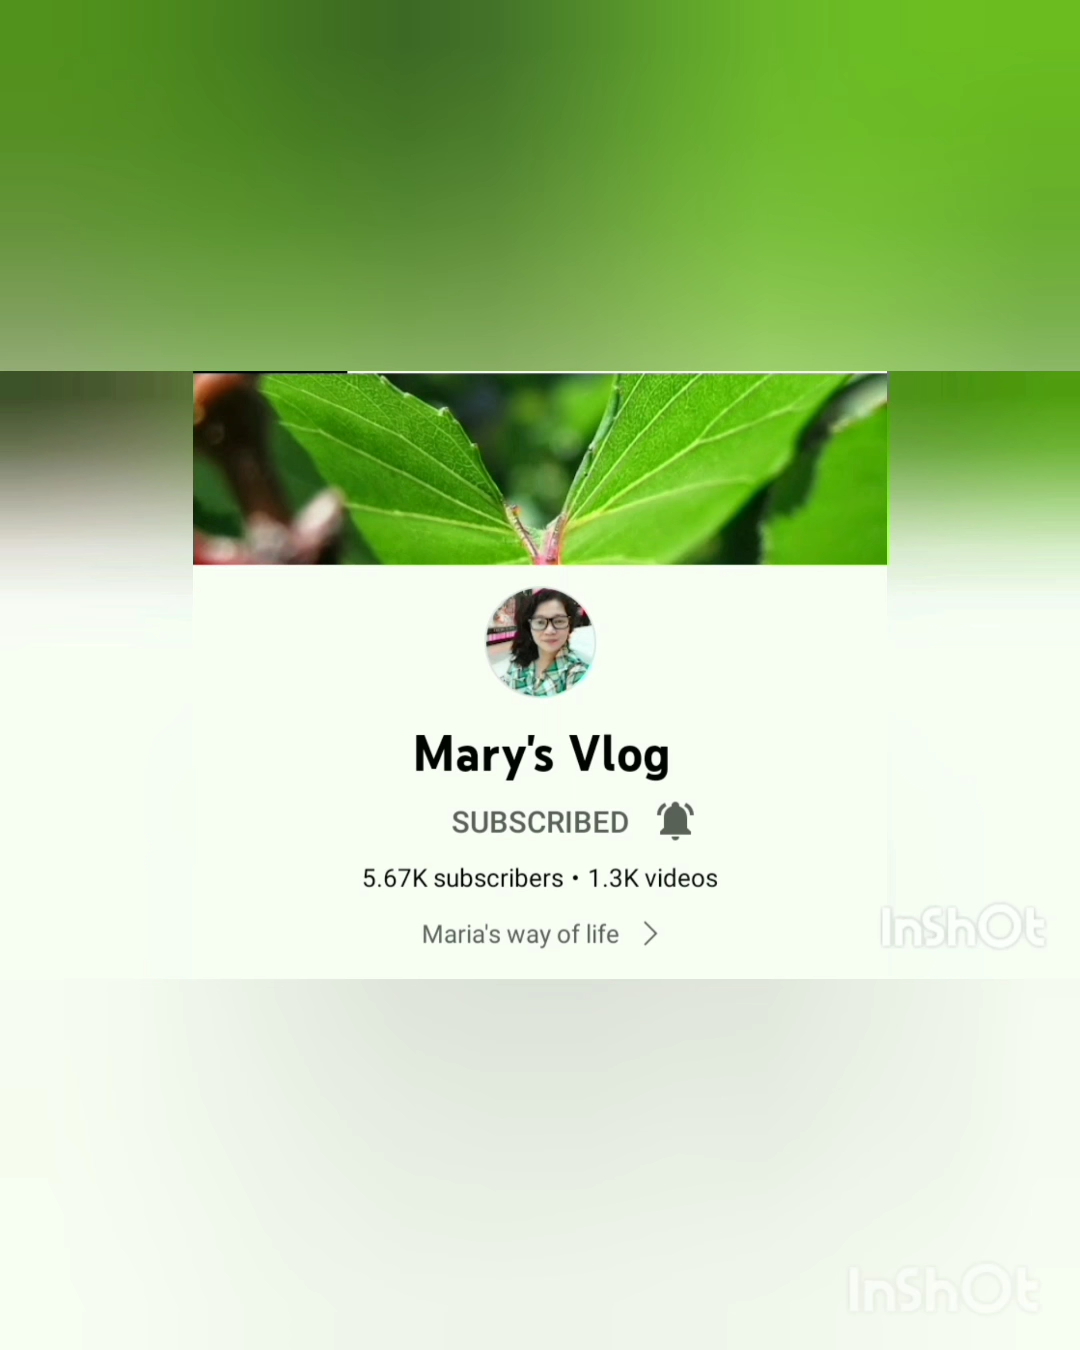 Mary's Vlog
SUBSCRIBED
5.67K subscribers • 1.3K videos
Maria's way of life
InShOt
InShOt